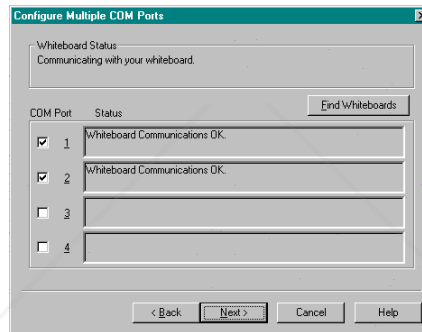 Configure Multiple COM Ports
Whiteboard Status
Communicating with your whiteboard.
Find Whiteboards
COM Port Status
1 Whiteboard Communications OK.
2 Whiteboard Communications OK.
3
4
< Back Next > Cancel Help